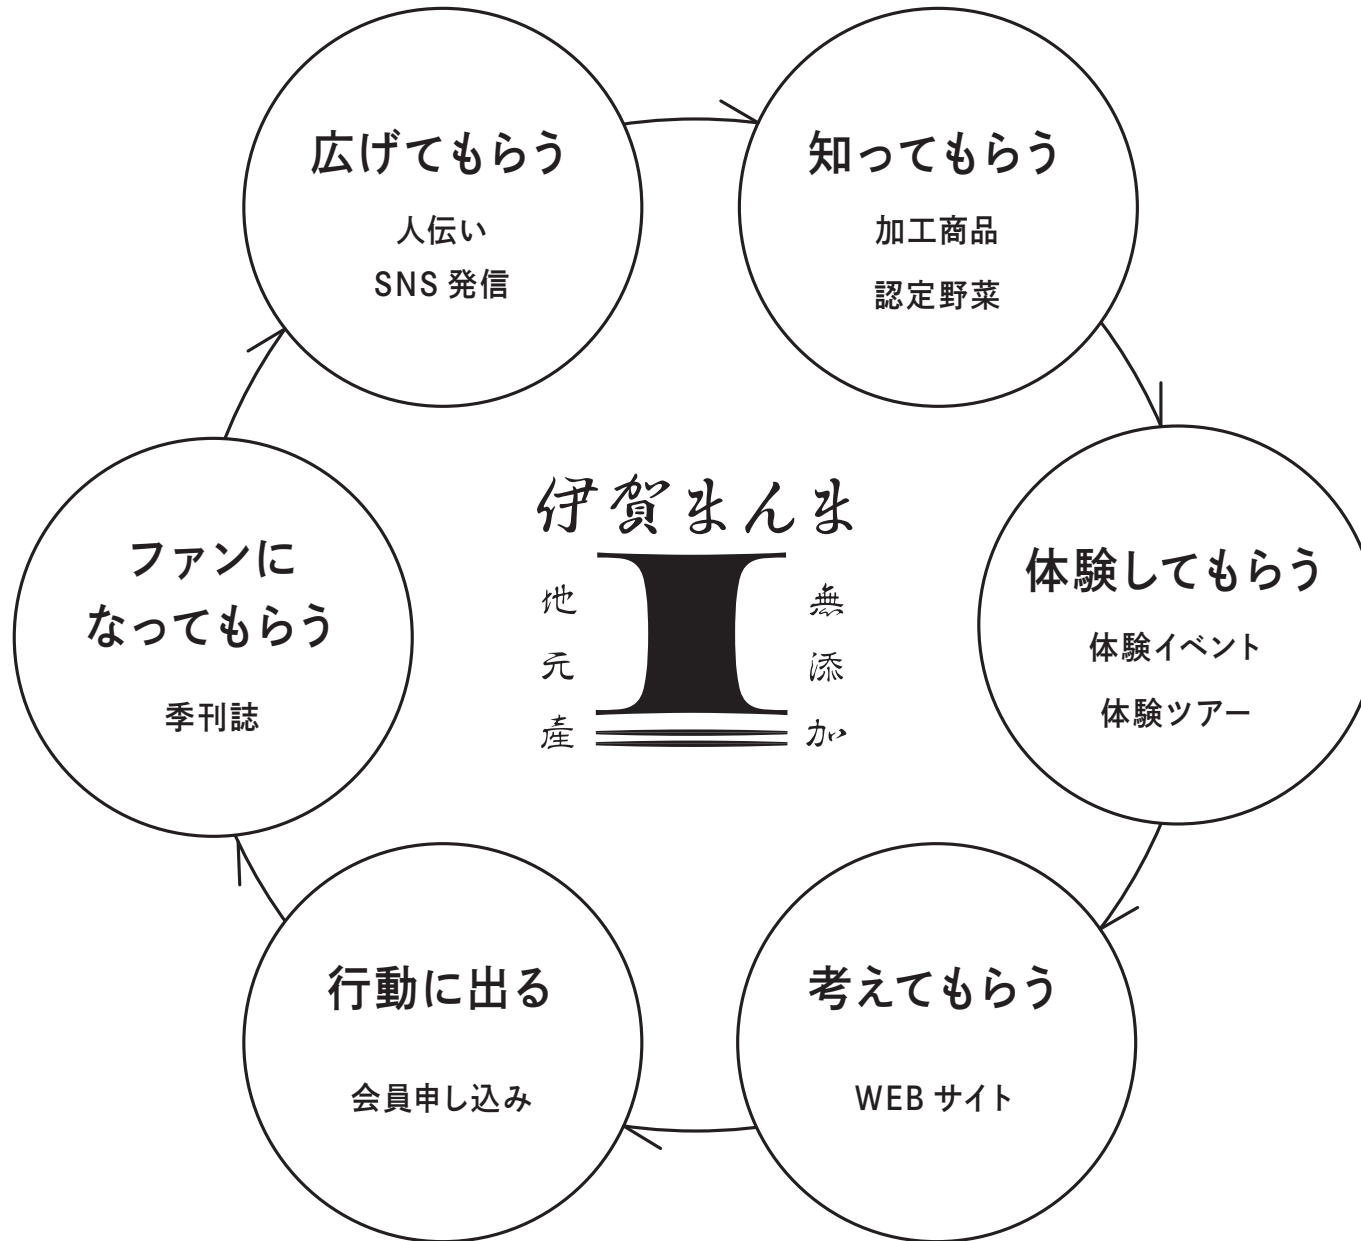 広げてもらう
人伝い
SNS 発信
知ってもらう
加工商品
認定野菜
体験してもらう
体験イベント
体験ツアー
考えてもらう
WEB サイト
行動に出る
会員申し込み
ファンに
なってもらう
季刊誌
伊賀まんま
無添加
地元産